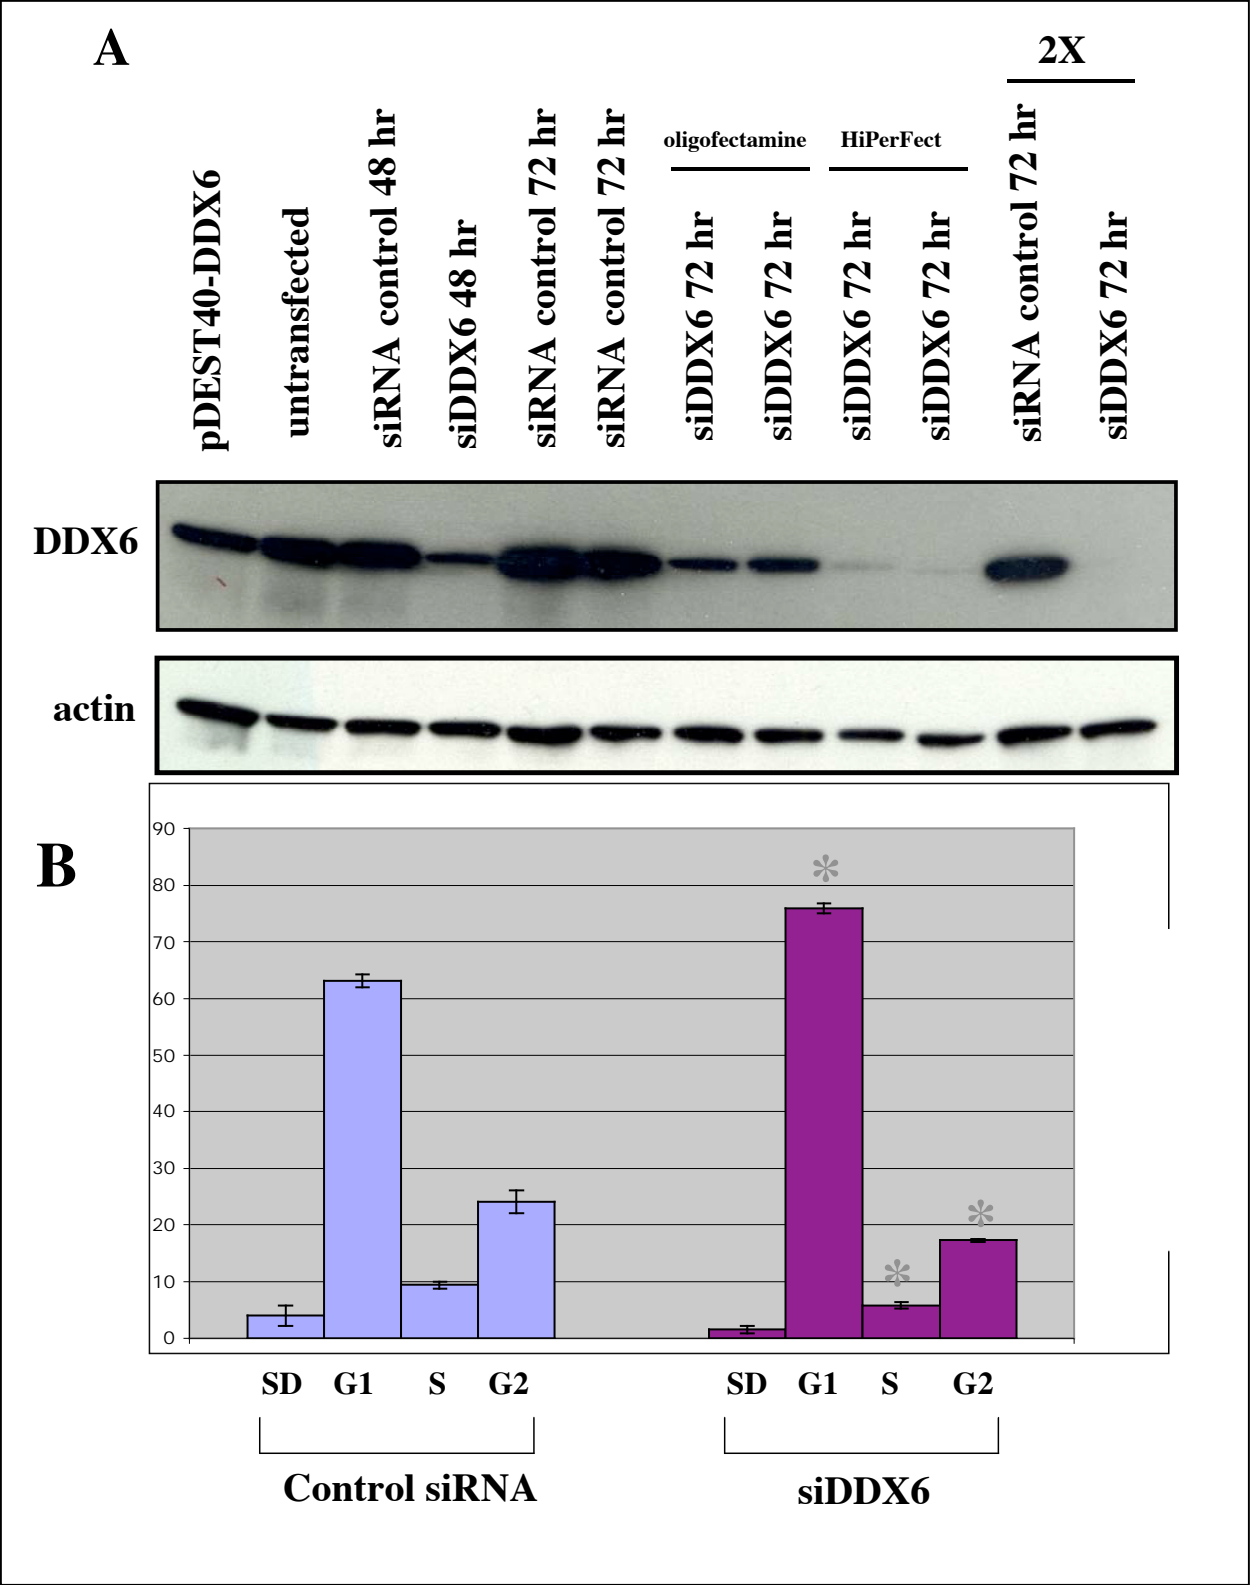 A
2X
oligofectamine
HiPerFect
pDEST40-DDX6
untransfected
siRNA control 48 hr
siDDX6 48 hr
siRNA control 72 hr
siRNA control 72 hr
siDDX6 72 hr
siDDX6 72 hr
siDDX6 72 hr
siDDX6 72 hr
siRNA control 72 hr
siDDX6 72 hr
DDX6
actin
B
90
80
70
60
50
40
30
20
10
0
*
*
*
SD G1 S G2 SD G1 S G2
Control siRNA siDDX6